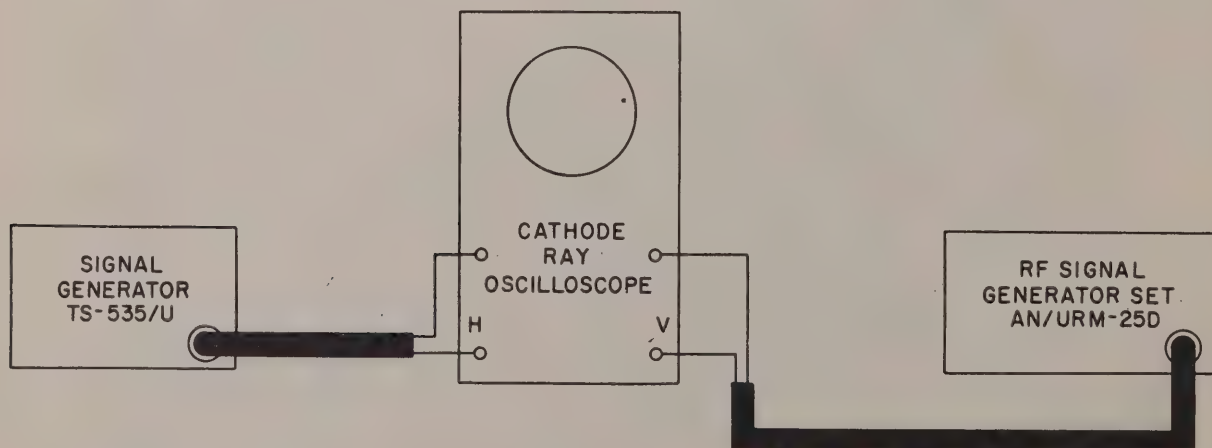 SIGNAL
GENERATOR
TS-535/U
CATHODE
RAY
OSCILLOSCOPE
H
V
RF SIGNAL
GENERATOR SET
AN/URM-25D